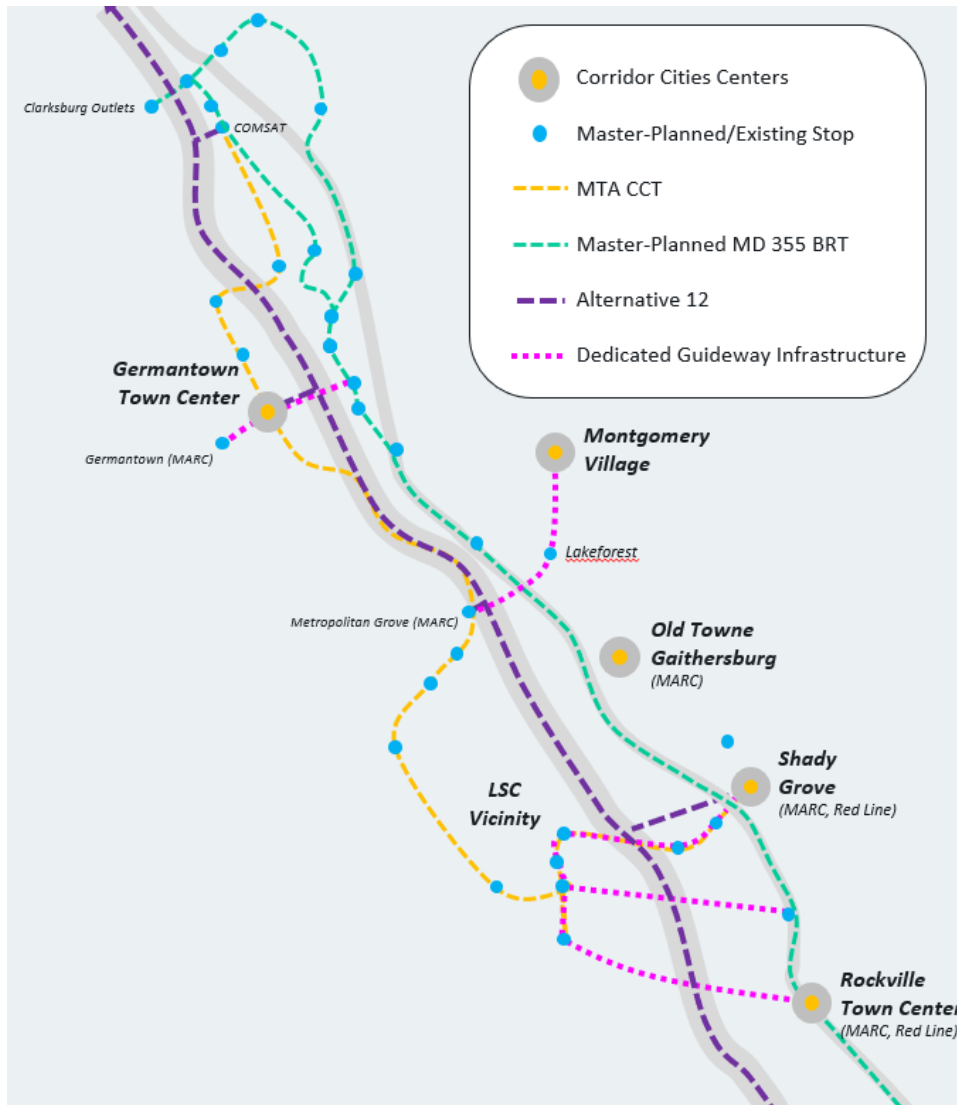 Corridor Cities Centers
Master-Planned/Existing Stop
MTA CCT
Master-Planned MD 355 BRT
Alternative 12
Dedicated Guideway Infrastructure
Clarksburg Outlets
COMSAT
Germantown
Town Center
Germantown (MARC)
Montgomery
Village
Lakeforest
Metropolitan Grove (MARC)
Old Towne
Gaithersburg
(MARC)
Shady
Grove
(MARC, Red Line)
LSC
Vicinity
Rockville
Town Center
(MARC, Red Line)